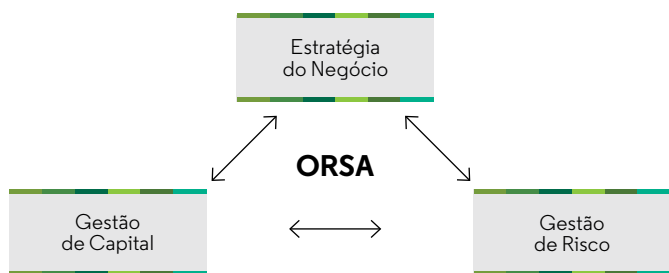 Estratégia
do Negócio
ORSA
Gestão
de Capital
Gestão
de Risco